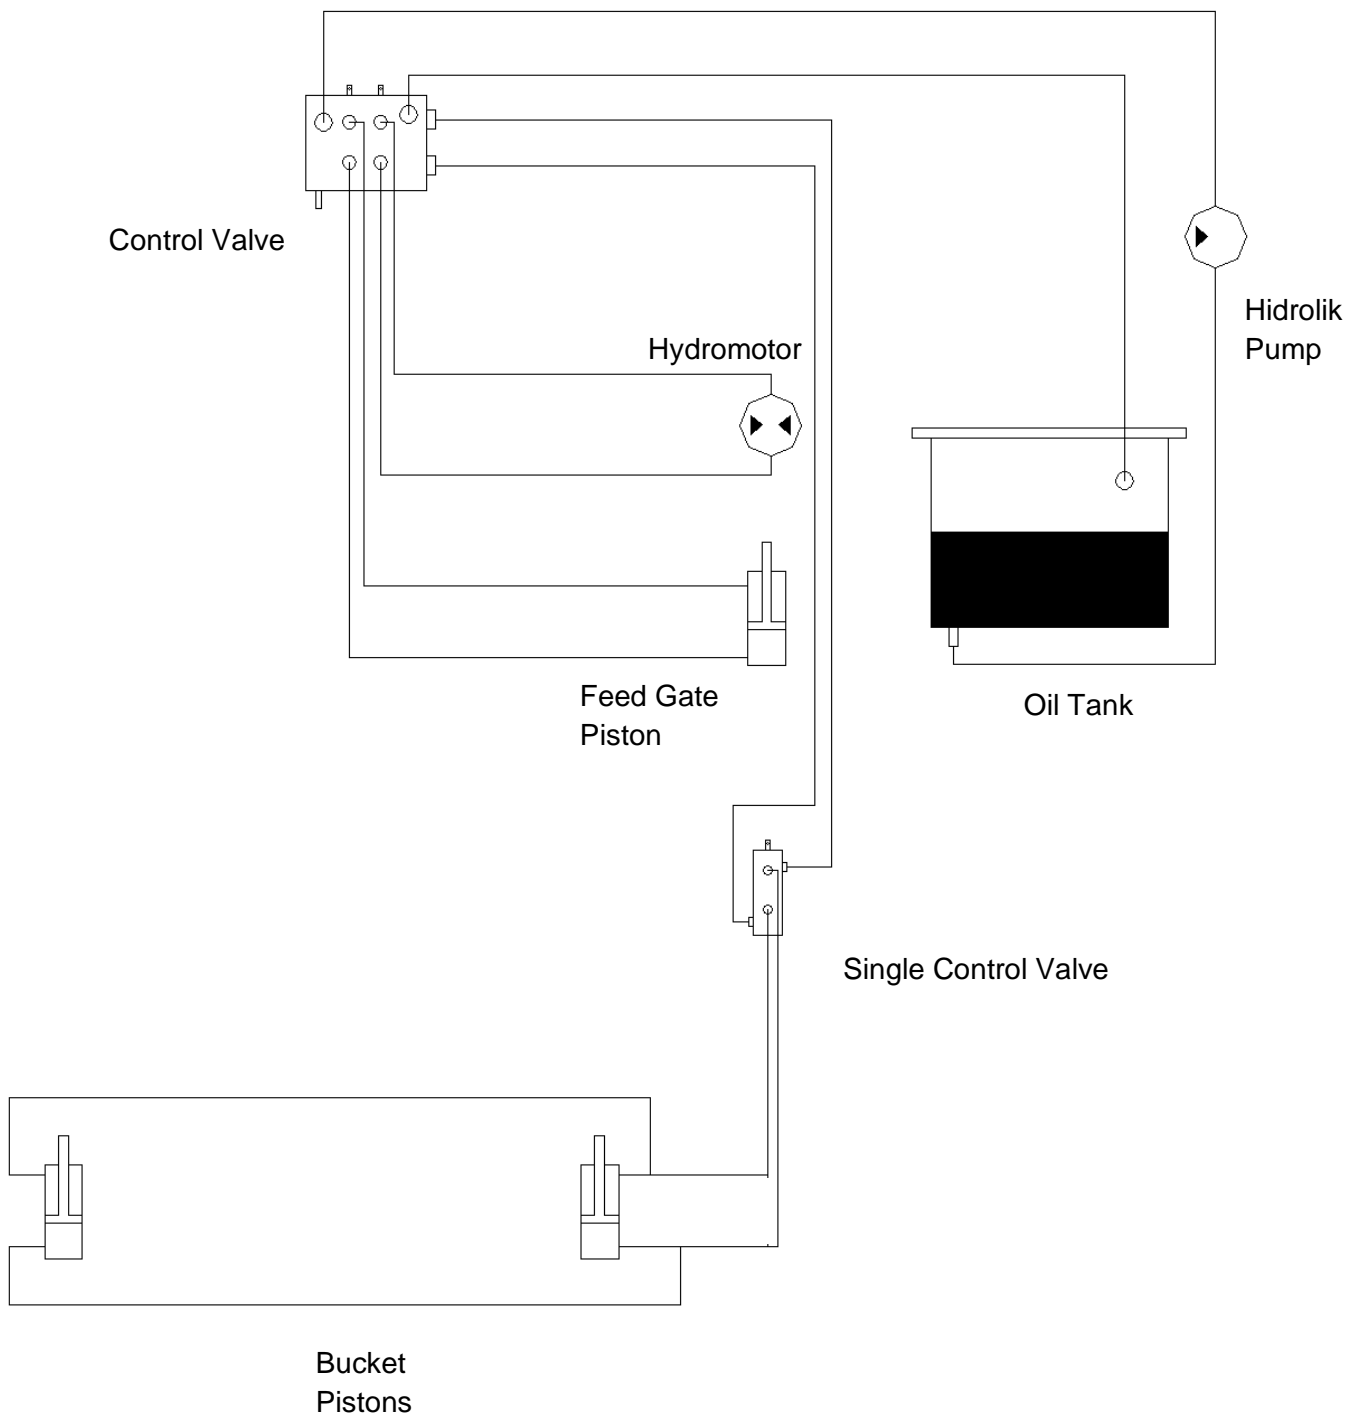 Control Valve
Hidrolik
Pump
Hydromotor
Feed Gate
Piston
Oil Tank
Single Control Valve
Bucket
Pistons